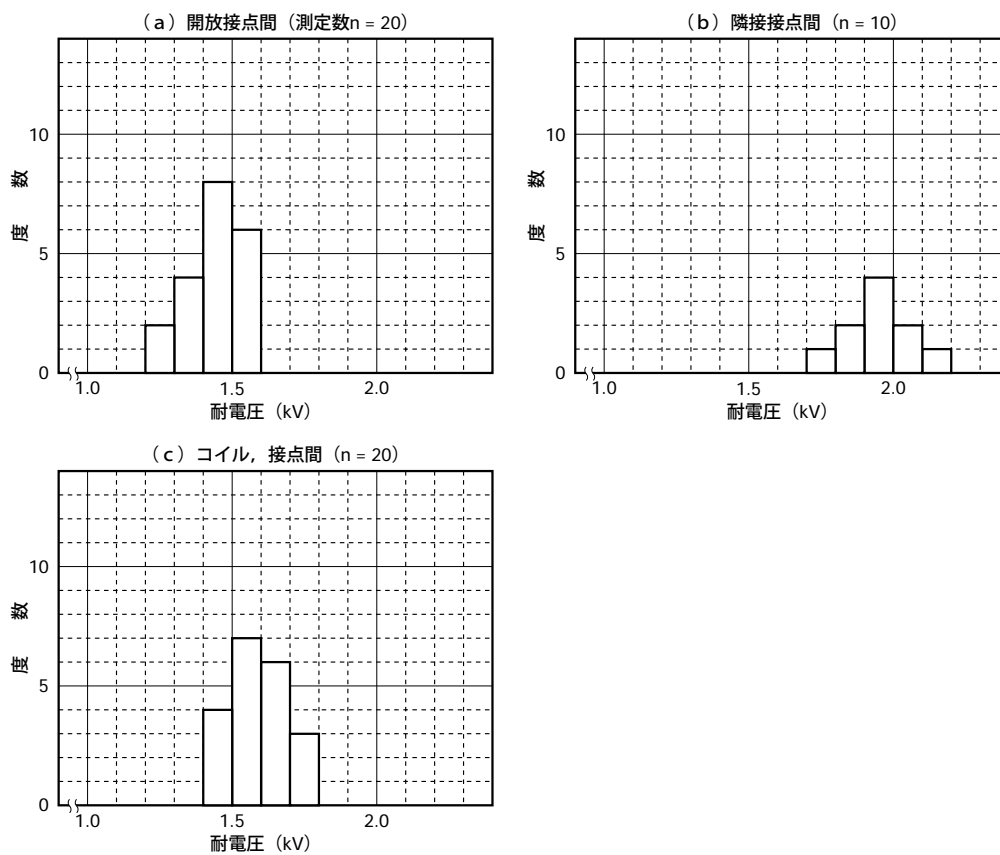 （a）開放接点間（測定数n = 20）
10
5
0
度 数
1.0 1.5 2.0
耐電圧（kV）
（b）隣接接点間（n = 10）
10
5
0
度 数
1.0 1.5 2.0
耐電圧（kV）
（c）コイル，接点間（n = 20）
10
5
0
度 数
1.0 1.5 2.0
耐電圧（kV）